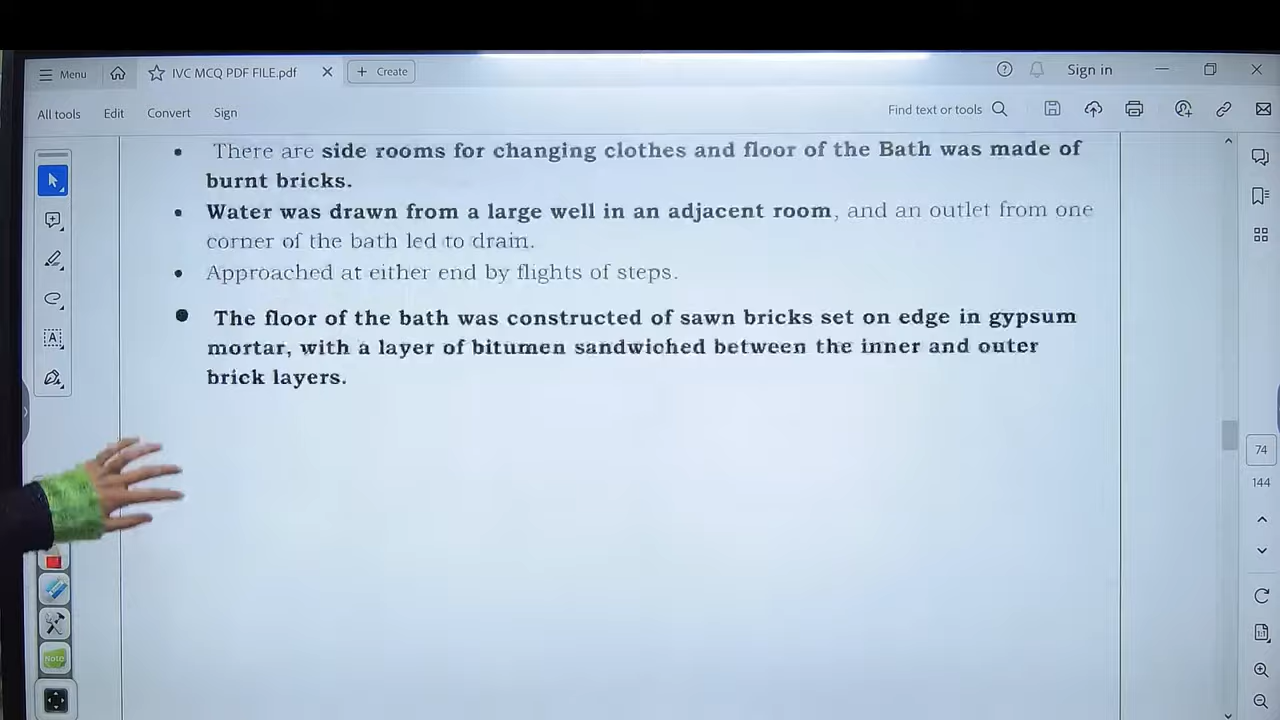 Menu
IVC MCQ PDF FILE.pdf
Create
Sign in
All tools
Edit
Convert
Sign
Find text or tools
There are side rooms for changing clothes and floor of the Bath was made of
burnt bricks.
Water was drawn from a large well in an adjacent room, and an outlet from one
corner of the bath led to drain.
Approached at either end by flights of steps.
The floor of the bath was constructed of sawn bricks set on edge in gypsum
mortar, with a layer of bitumen sandwiched between the inner and outer
brick layers.
74
144
Note